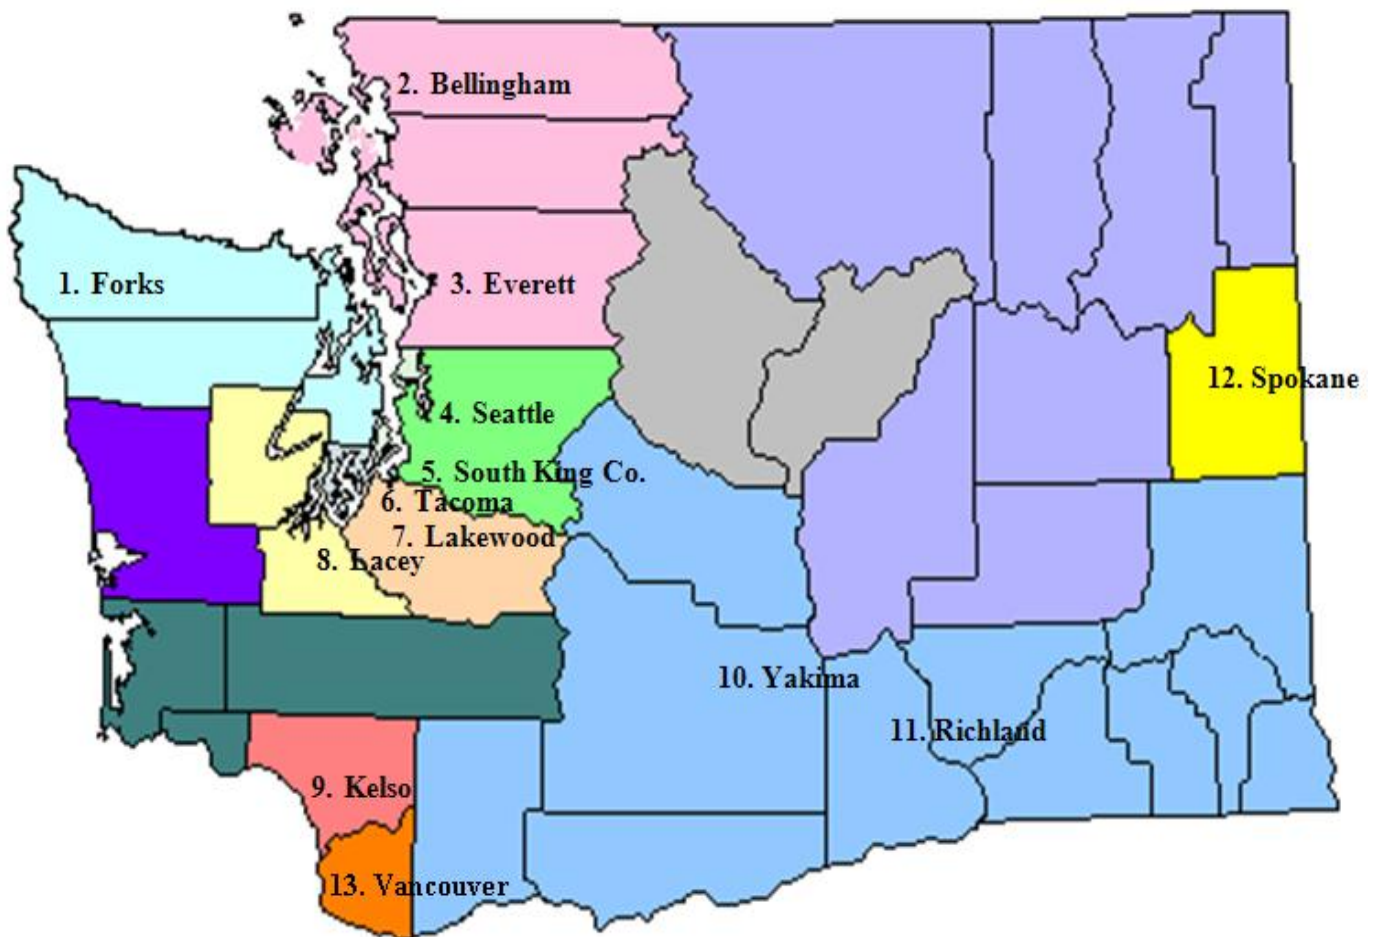 2. Bellingham
1. Forks
3. Everett
12. Spokane
4. Seattle
5. South King Co.
6. Tacoma
7. Lakewood
8. Lacey
10. Yakima
11. Richland
9. Kelso
13. Vancouver